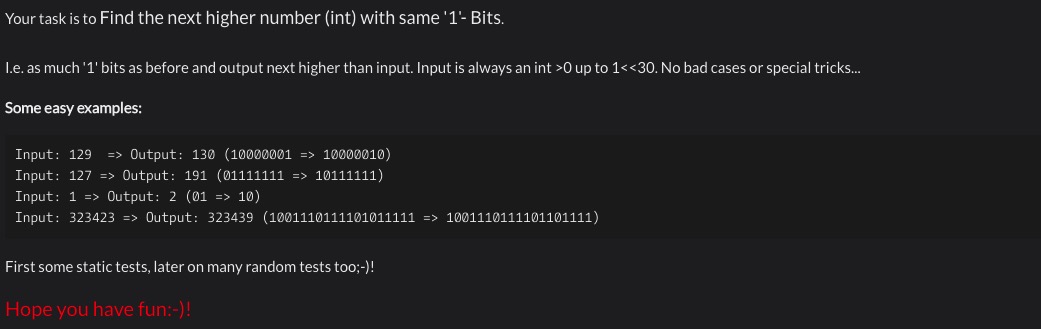 Your task is to Find the next higher number (int) with same '1'- Bits.
I.e. as much '1' bits as before and output next higher than input. Input is always an int >0 up to 1<<30. No bad cases or special tricks...
Some easy examples:
Input: 129  => Output: 130 (10000001 => 10000010)
Input: 127 => Output: 191 (01111111 => 10111111)
Input: 1 => Output: 2 (01 => 10)
Input: 323423 => Output: 323439 (1001110111101011111 => 1001110111101101111)
First some static tests, later on many random tests too;-)!
Hope you have fun:-)!